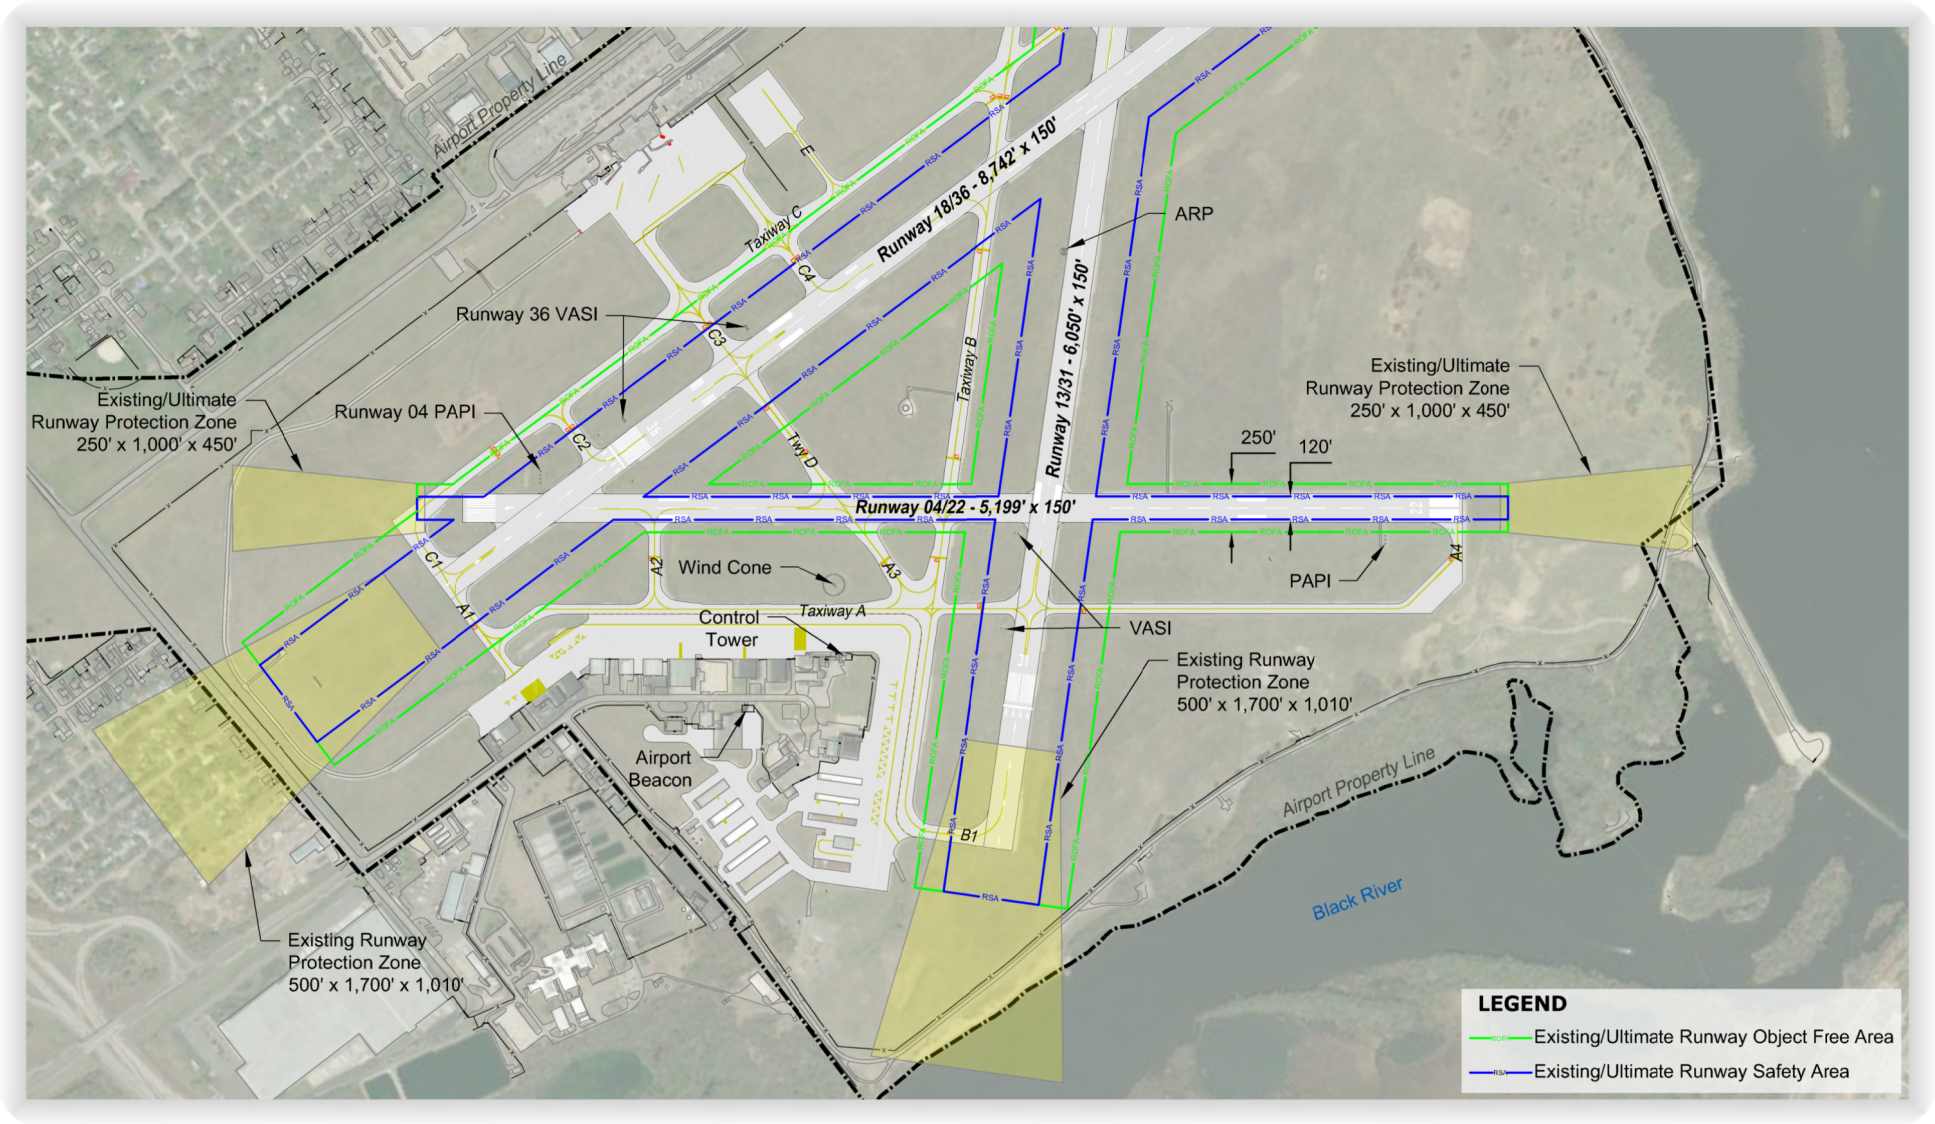 Airport Property Line
E
Taxiway C
C4
Runway 18/36 - 8,742' x 150'
ARP
Runway 36 VASI
C3
Taxiway B
Runway 13/31 - 6,050' x 150'
Existing/Ultimate
Runway Protection Zone
250' x 1,000' x 450'
Runway 04 PAPI
C2
Twy D
Existing/Ultimate
Runway Protection Zone
250' x 1,000' x 450'
250'
120'
Runway 04/22 - 5,199' x 150'
22
C1
A1
A2
Wind Cone
A3
A4
PAPI
Taxiway A
Control
Tower
VASI
Existing Runway
Protection Zone
500' x 1,700' x 1,010'
Airport
Beacon
B1
Airport Property Line
Black River
Existing Runway
Protection Zone
500' x 1,700' x 1,010'
RSA
ROFA
LEGEND
ROFA Existing/Ultimate Runway Object Free Area
RSA Existing/Ultimate Runway Safety Area